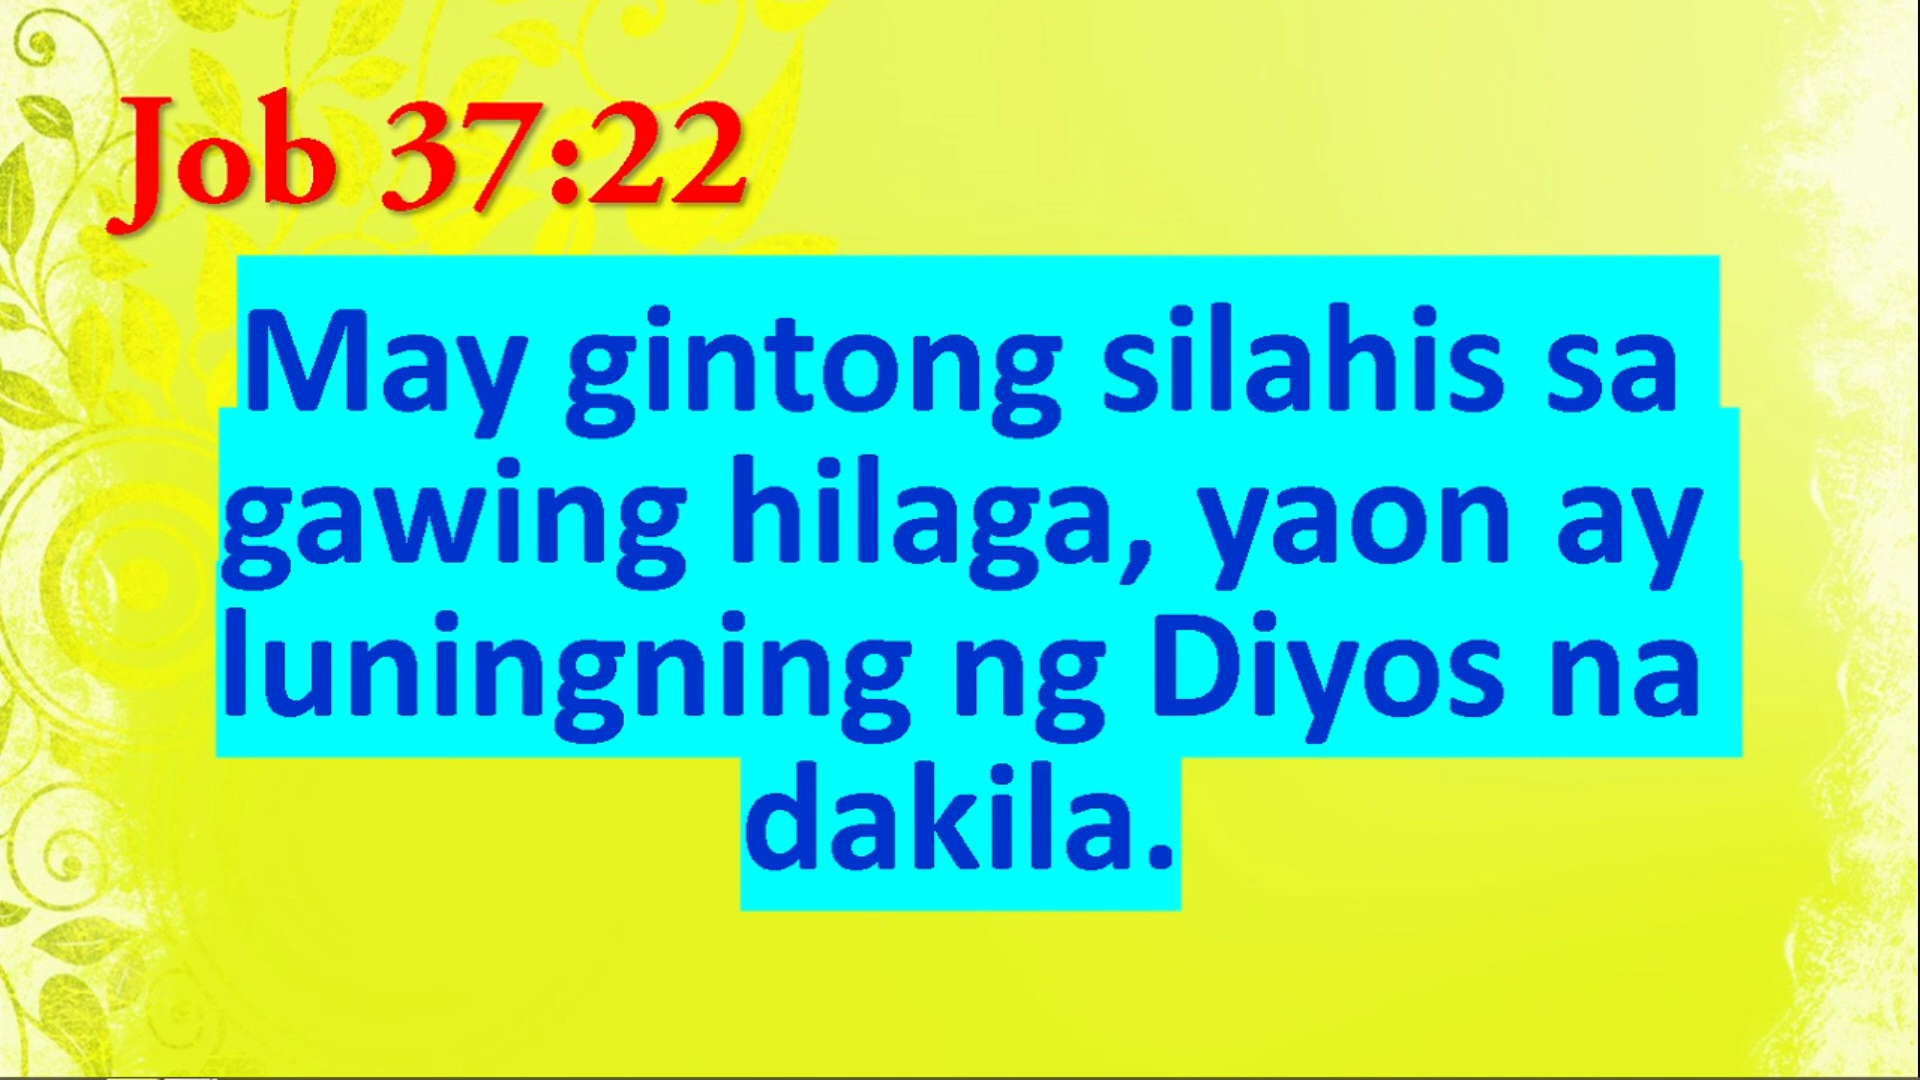 Job 37:22
May gintong silahis sa
gawing hilaga, yaon ay
luningning ng Diyos na
dakila.